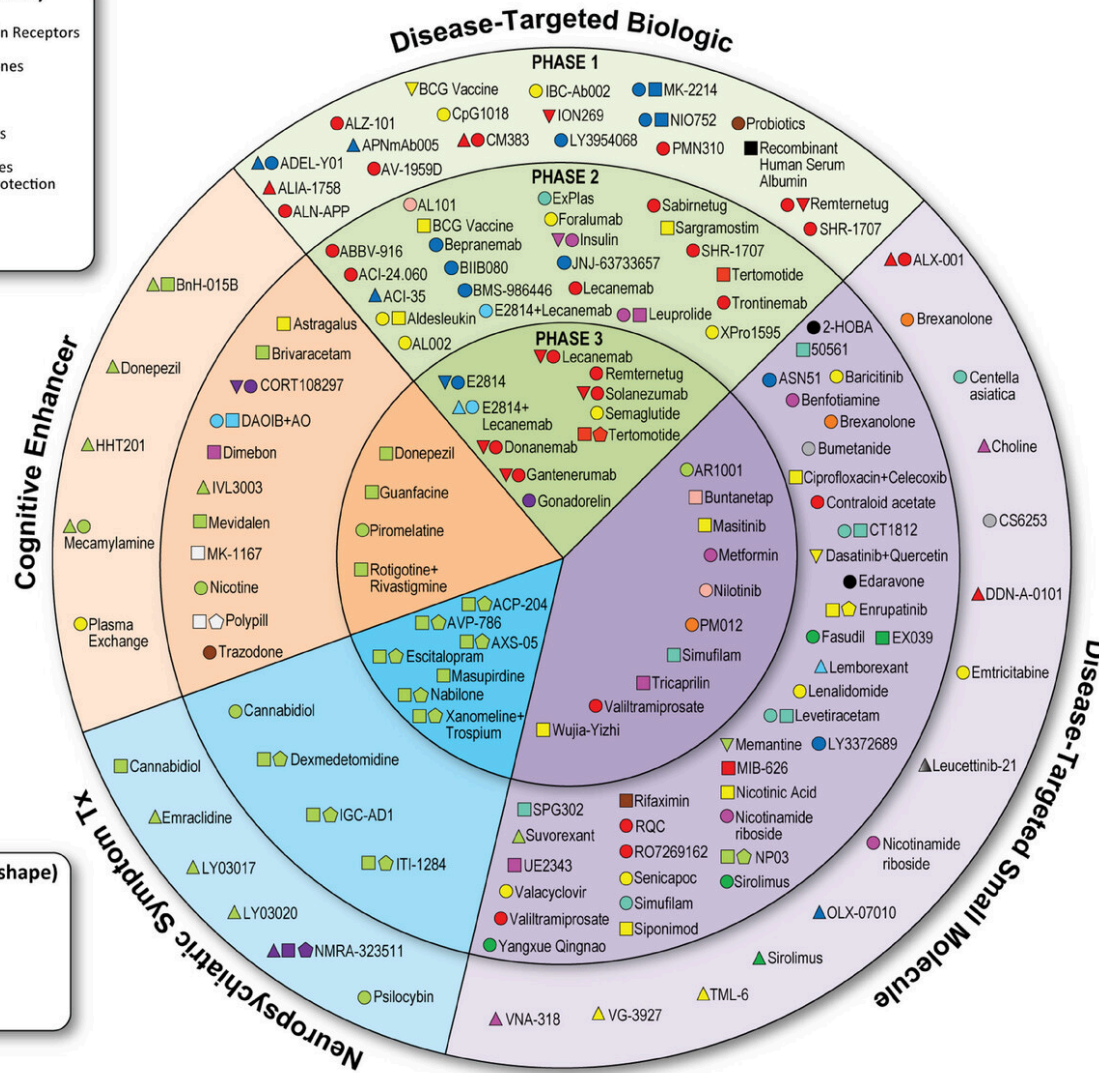 n Receptors
nes
s
es
otection
shape)
Disease-Targeted Biologic
PHASE 1
BCG Vaccine
IBC-Ab002
MK-2214
CpG1018
ION269
NIO752
ALZ-101
APNmAb005
CM383
LY3954068
Probiotics
PMN310
Recombinant
Human Serum
Albumin
ADEL-Y01
AV-1959D
ALIA-1758
ALN-APP
Remternetug
SHR-1707
PHASE 2
AL101
ExPlas
Sabirnetug
BCG Vaccine
Foralumab
Sargramostim
ABBV-916
Bepranemab
Insulin
SHR-1707
ACI-24.060
BIIB080
JNJ-63733657
Tertomotide
ACI-35
BMS-986446
Lecanemab
Trontinemab
Aldesleukin
E2814+Lecanemab
Leuprolide
AL002
XPro1595
PHASE 3
Lecanemab
E2814
Remternetug
Solanezumab
E2814+
Lecanemab
Semaglutide
Tertomotide
Donanemab
Gantenerumab
Gonadorelin
Cognitive Enhancer
BnH-015B
Donepezil
HHT201
Mecamylamine
Plasma
Exchange
Astragalus
Brivaracetam
CORT108297
DAOIB+AO
Dimebon
IVL3003
Mevidalen
MK-1167
Nicotine
Polypill
Trazodone
Donepezil
Guanfacine
Piromelatine
Rotigotine+
Rivastigmine
Neuropsychiatric Symptom Tx
ACP-204
AVP-786
AXS-05
Escitalopram
Masupirdine
Nabilone
Xanomeline+
Trospium
Cannabidiol
Dexmedetomidine
IGC-AD1
ITI-1284
Cannabidiol
Emraclidine
LY03017
LY03020
NMRA-323511
Psilocybin
Disease-Targeted Small Molecule
AR1001
Buntanetap
Masitinib
Metformin
Nilotinib
PM012
Simufilam
Tricaprilin
Valiltramiprosate
Wujia-Yizhi
2-HOBA
50561
ASN51
Baricitinib
Benfotiamine
Brexanolone
Bumetanide
Ciprofloxacin+Celecoxib
Contraloid acetate
CT1812
Dasatinib+Quercetin
Edaravone
Enrupatinib
Fasudil
EX039
Lemborexant
Lenalidomide
Levetiracetam
Memantine
LY3372689
MIB-626
Nicotinic Acid
Nicotinamide
riboside
NP03
Sirolimus
SPG302
Rifaximin
Suvorexant
RQC
UE2343
RO7269162
Valacyclovir
Senicapoc
Valiltramiprosate
Simufilam
Yangxue Qingnao
Siponimod
ALX-001
Brexanolone
Centella
asiatica
Choline
CS6253
DDN-A-0101
Emtricitabine
Leucettinib-21
Nicotinamide
riboside
OLX-07010
Sirolimus
TML-6
VG-3927
VNA-318